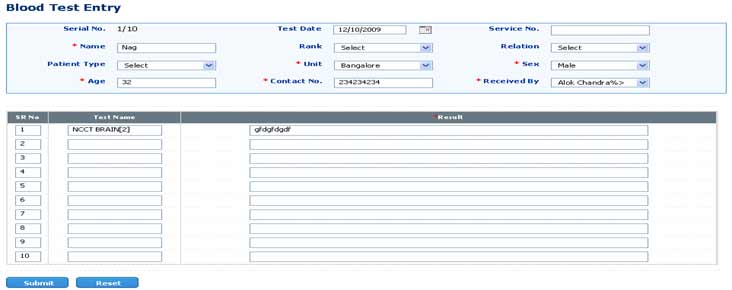 Blood Test Entry
Serial No. 1/10 Test Date 12/10/2009 Service No.
* Name Nag Rank Select Relation Select
Patient Type Select * Unit Bangalore * Sex Male
* Age 32 * Contact No. 234234234 * Received By Alok Chandra%>
SR No Test Name *Result
1 NCCT BRAIN[2] gfdgfdgdf
2
3
4
5
6
7
8
9
10
Submit Reset